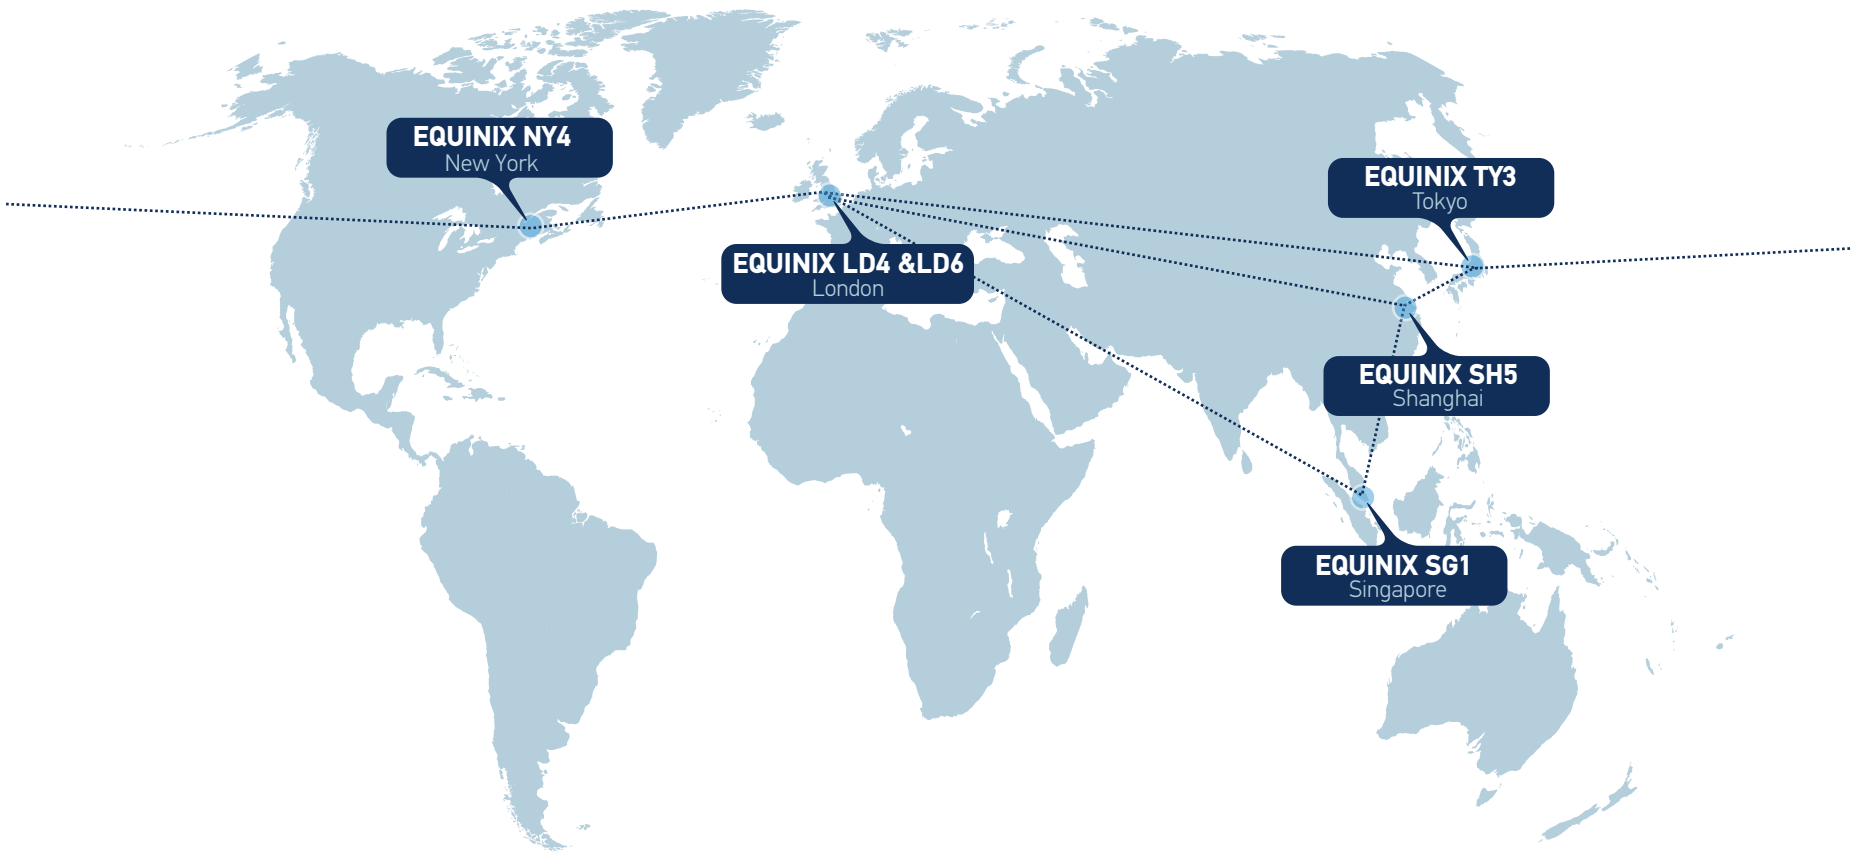 EQUINIX NY4
New York
EQUINIX TY3
Tokyo
EQUINIX LD4 &LD6
London
EQUINIX SH5
Shanghai
EQUINIX SG1
Singapore